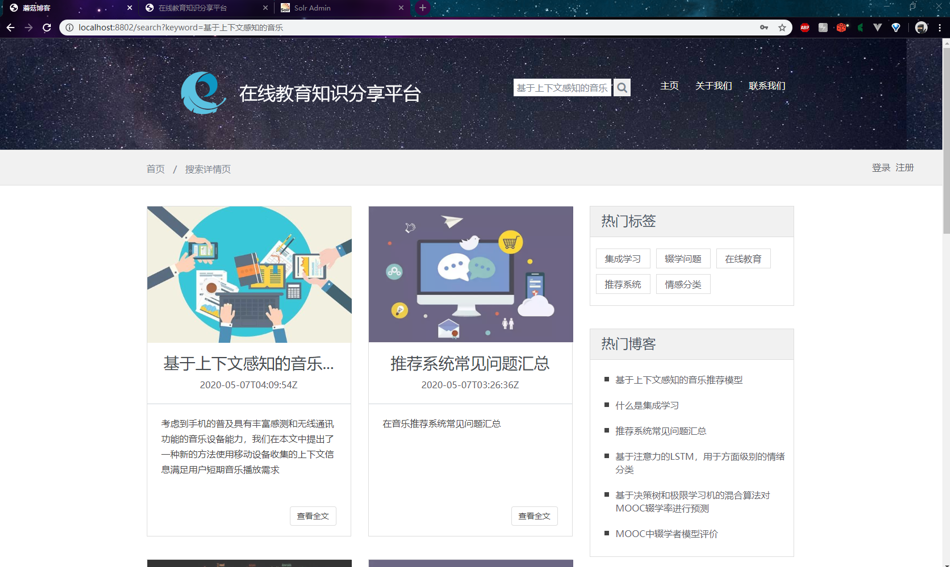 蘑菇博客
在线教育知识分享平台
Solr Admin
localhost:8802/search?keyword=基于上下文感知的音乐
ABP
在线教育知识分享平台
基于上下文感知的音乐
主页 关于我们 联系我们
首页 / 搜索详情页
登录 注册
基于上下文感知的音乐...
2020-05-07T04:09:54Z
考虑到手机的普及具有丰富感测和无线通讯
功能的音乐设备能力，我们在本文中提出了
一种新的方法使用移动设备收集的上下文信
息满足用户短期音乐播放需求
查看全文
推荐系统常见问题汇总
2020-05-07T03:26:36Z
在音乐推荐系统常见问题汇总
查看全文
热门标签
集成学习 辍学问题 在线教育
推荐系统 情感分类
热门博客
基于上下文感知的音乐推荐模型
什么是集成学习
推荐系统常见问题汇总
基于注意力的LSTM，用于方面级别的情绪
分类
基于决策树和极限学习机的混合算法对
MOOC辍学率进行预测
MOOC中辍学者模型评价